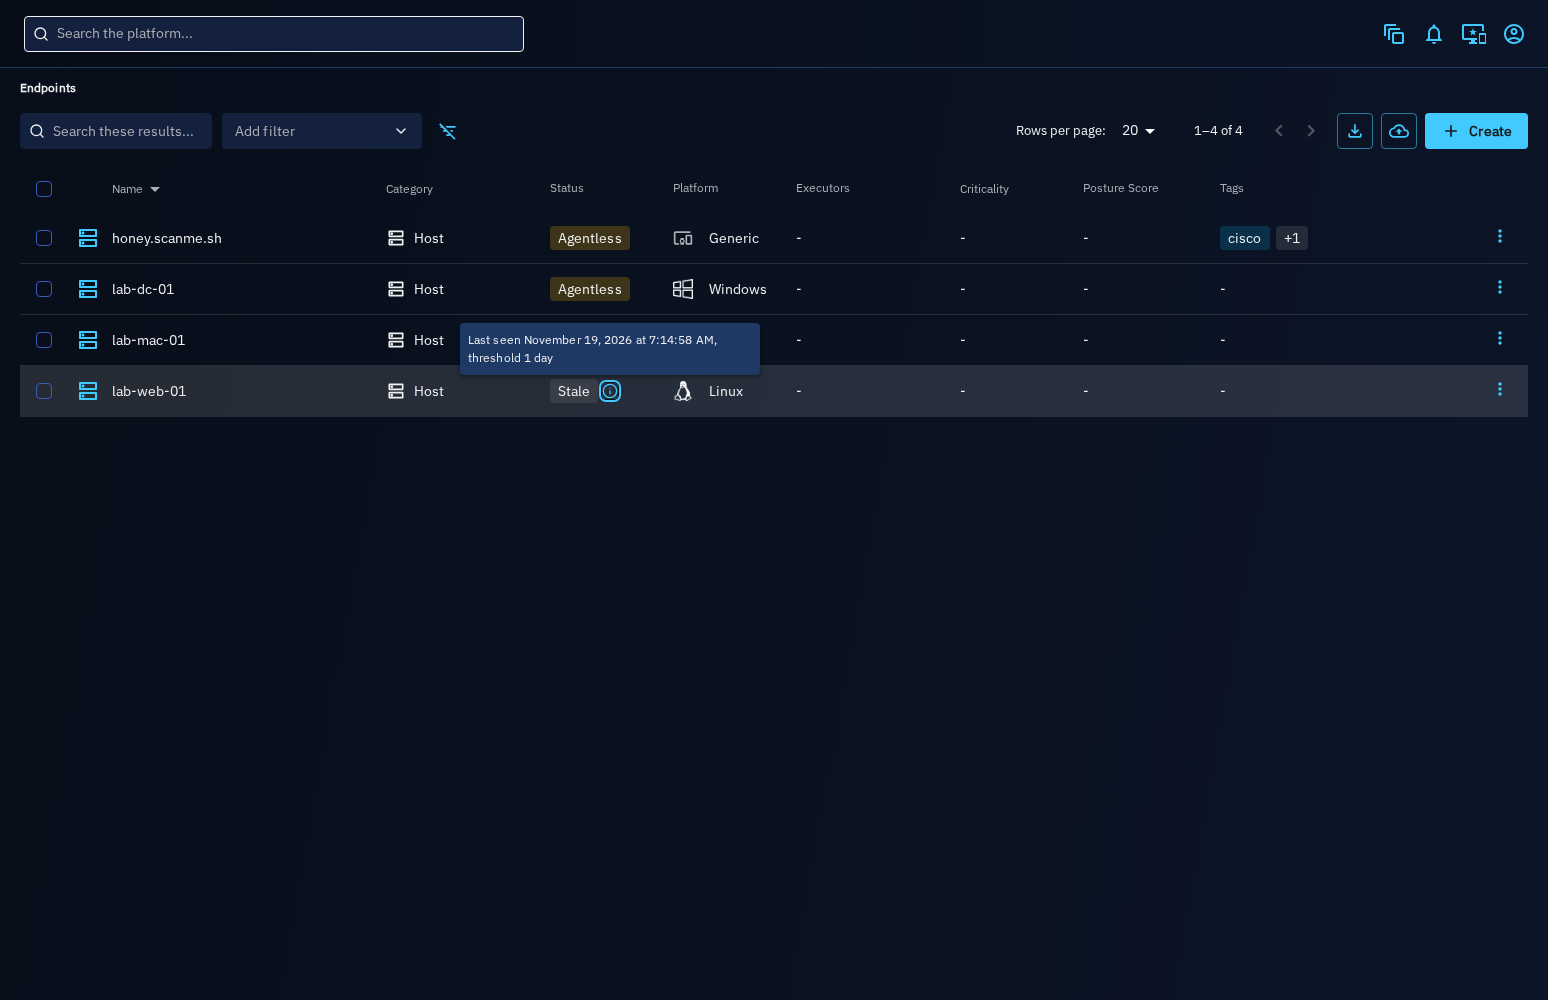 Search the platform...
Endpoints
Search these results...
Add filter
Rows per page: 20
1–4 of 4
Create
Name Category Status Platform Executors Criticality Posture Score Tags
honey.scanme.sh Host Agentless Generic - - - cisco +1
lab-dc-01 Host Agentless Windows - - - -
lab-mac-01 Host - - - -
Last seen November 19, 2026 at 7:14:58 AM,
threshold 1 day
lab-web-01 Host Stale Linux - - - -